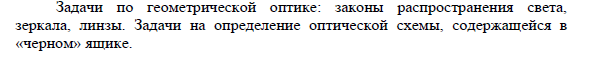 Задачи по геометрической оптике: законы распространения света,
зеркала, линзы. Задачи на определение оптической схемы, содержащейся в
«черном» ящике.